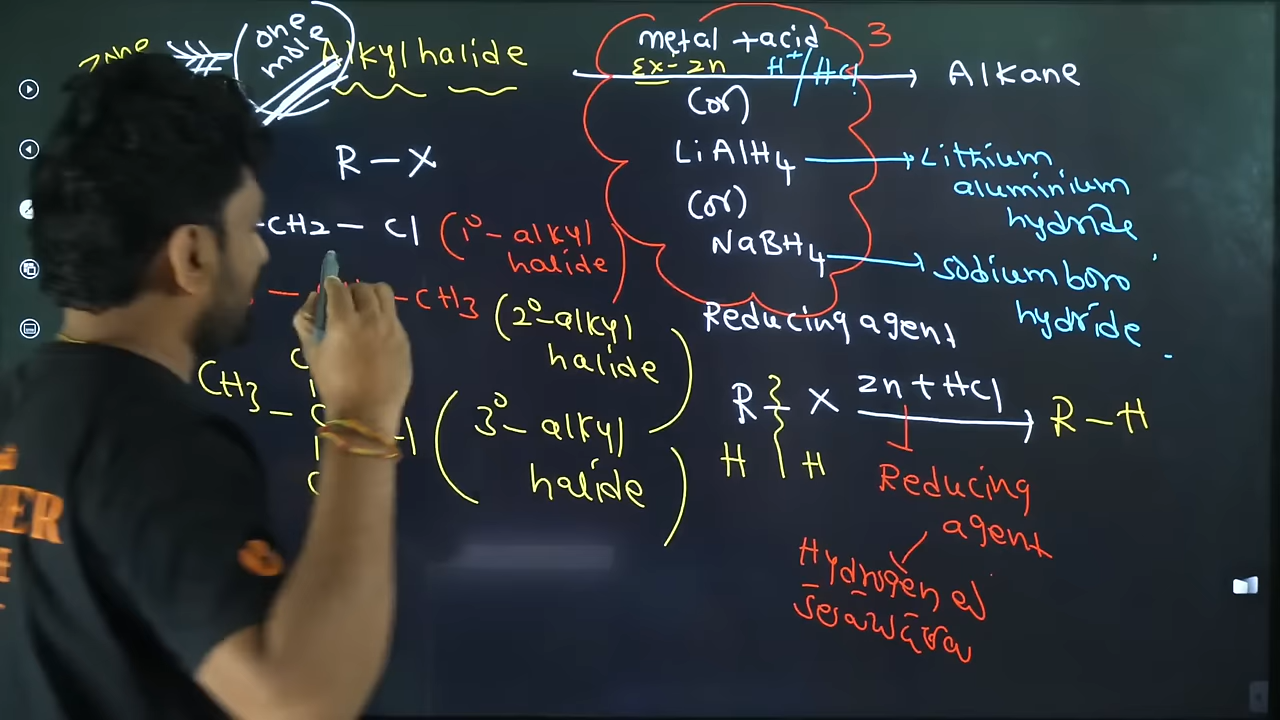 one
mole
Alkyl halide
metal + acid 3
Ex- Zn H⁺/HCl
Alkane
(or)
R - X
LiAlH4
Lithium
aluminium
hydride
(or)
-CH2 - Cl (1°- alkyl
halide)
NaBH4
sodium boro
hydride
- CH3 (2°- alkyl
halide)
Reducing agent
CH3 -
(3°- alkyl
halide)
R - X Zn + HCl R - H
H H
Reducing
agent
Hydrogen